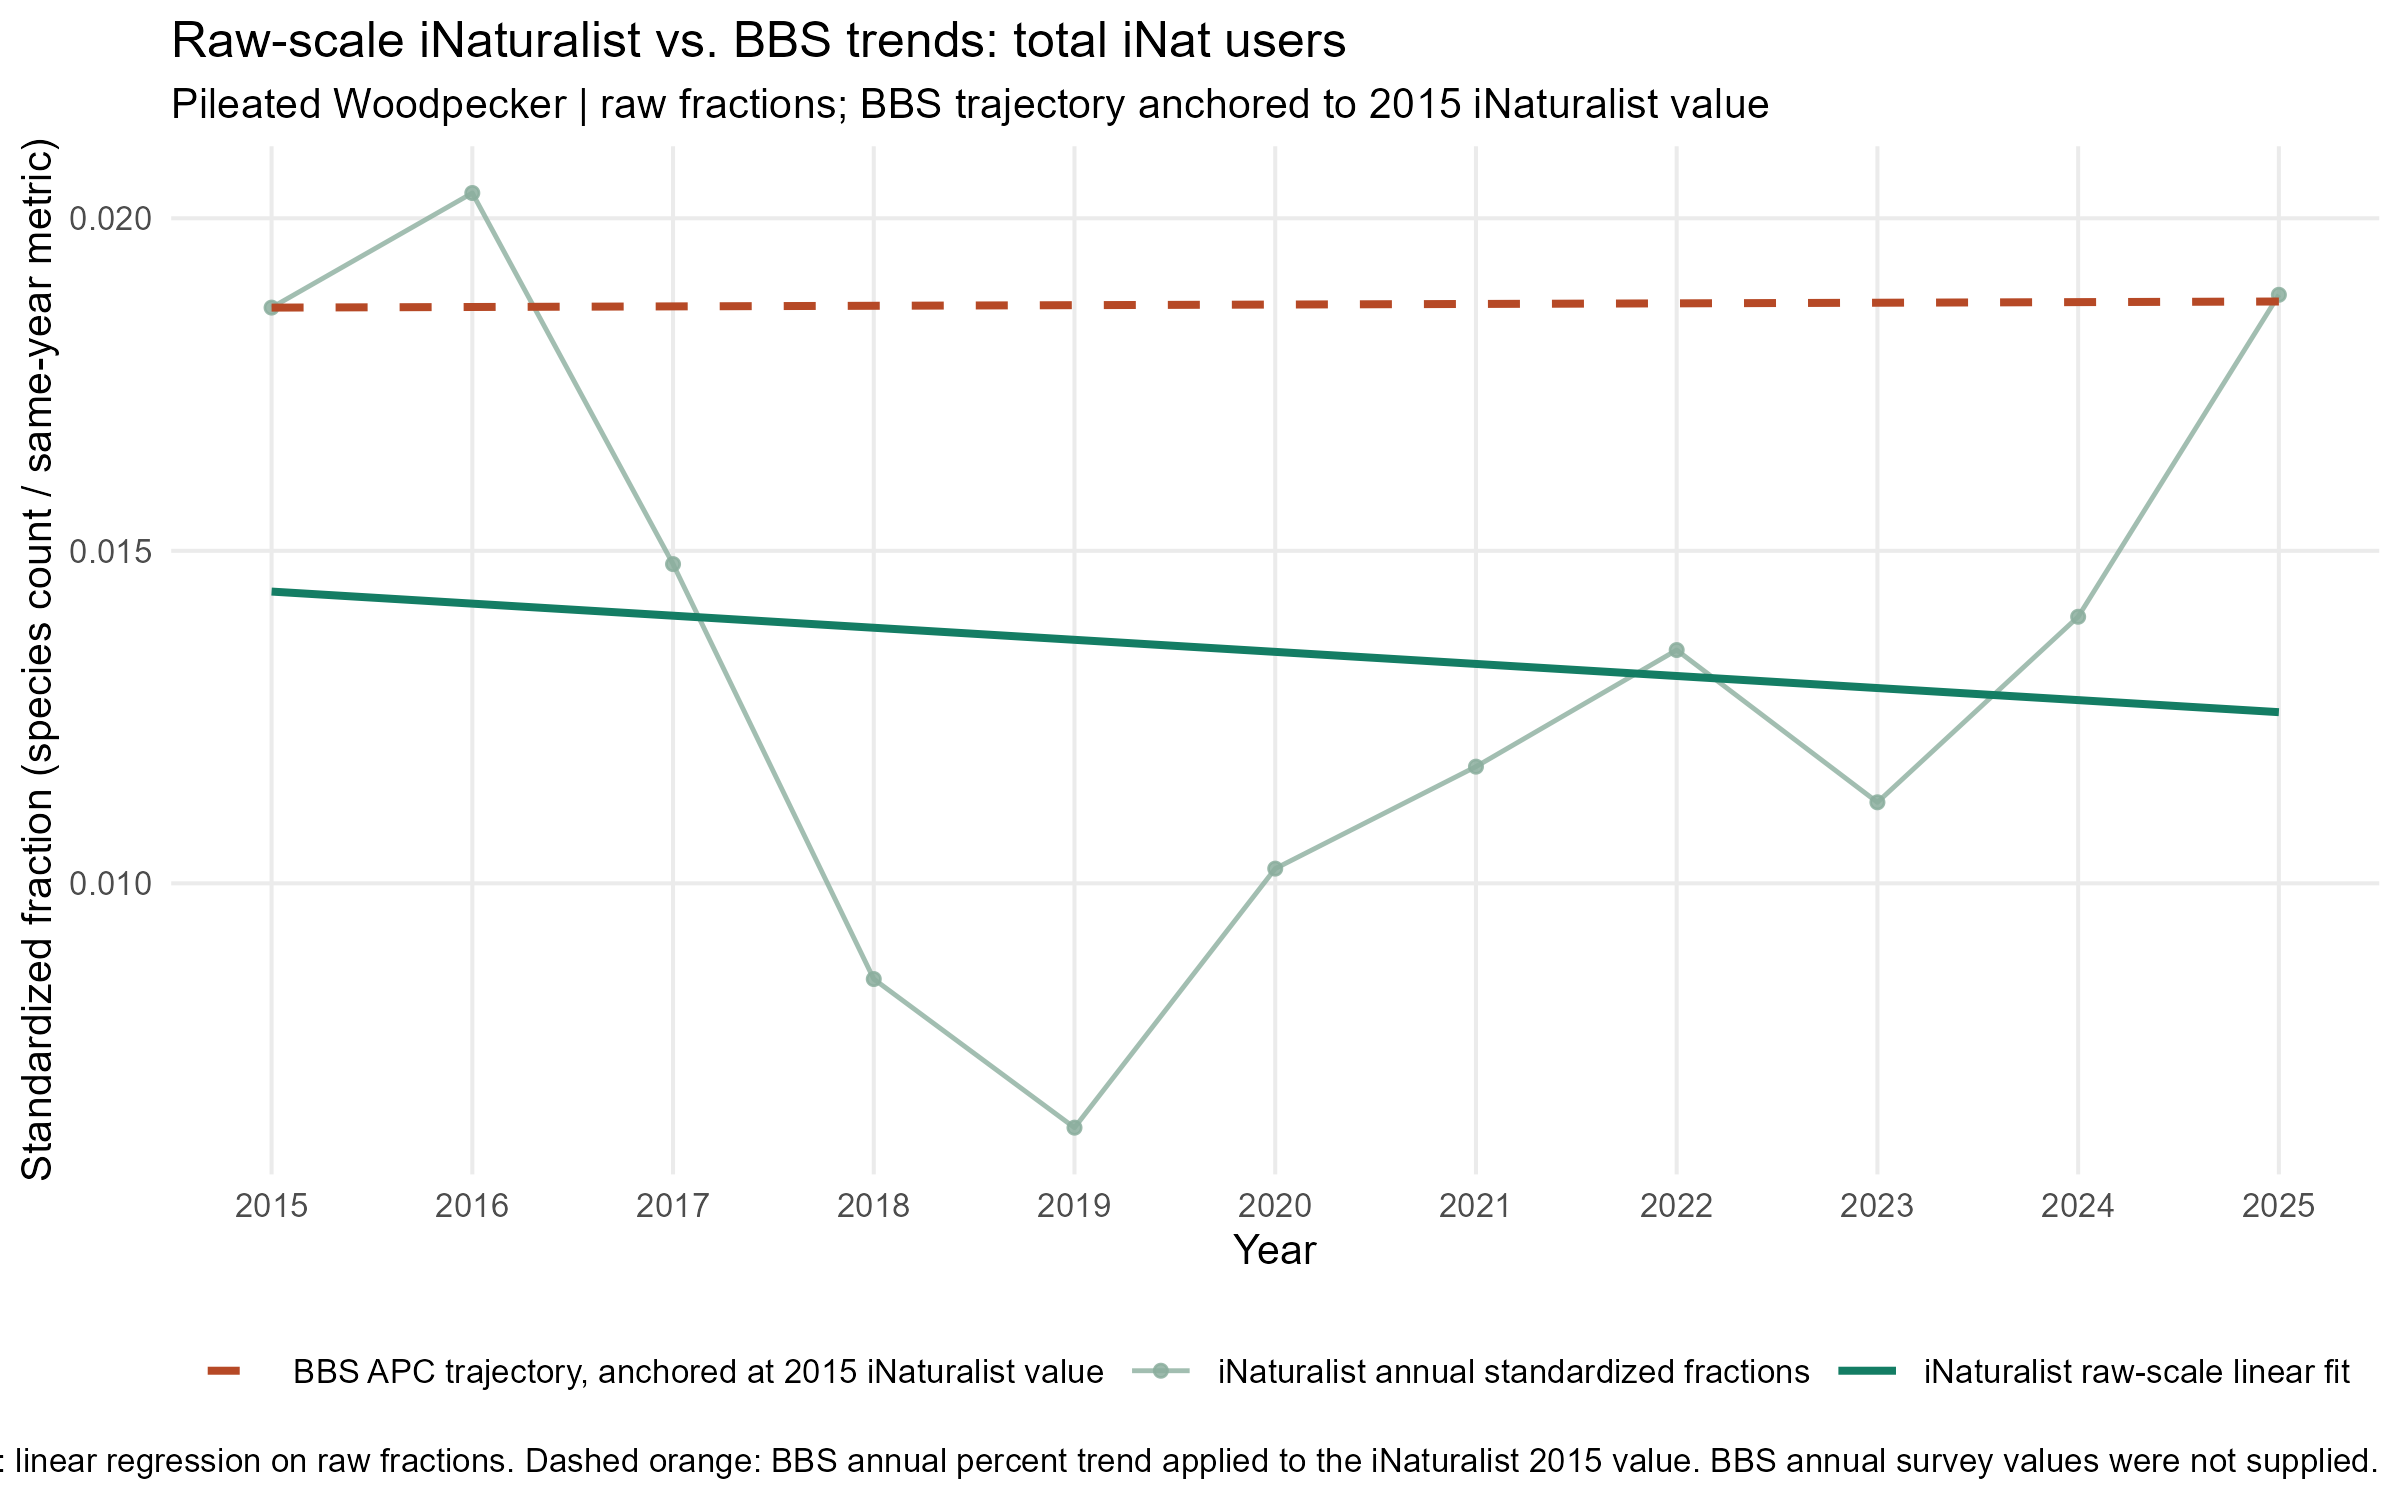 Raw-scale iNaturalist vs. BBS trends: total iNat users
Pileated Woodpecker | raw fractions; BBS trajectory anchored to 2015 iNaturalist value
Standardized fraction (species count / same-year metric)
0.020
0.015
0.010
2015 2016 2017 2018 2019 2020 2021 2022 2023 2024 2025
Year
BBS APC trajectory, anchored at 2015 iNaturalist value iNaturalist annual standardized fractions iNaturalist raw-scale linear fit
: linear regression on raw fractions. Dashed orange: BBS annual percent trend applied to the iNaturalist 2015 value. BBS annual survey values were not supplied.